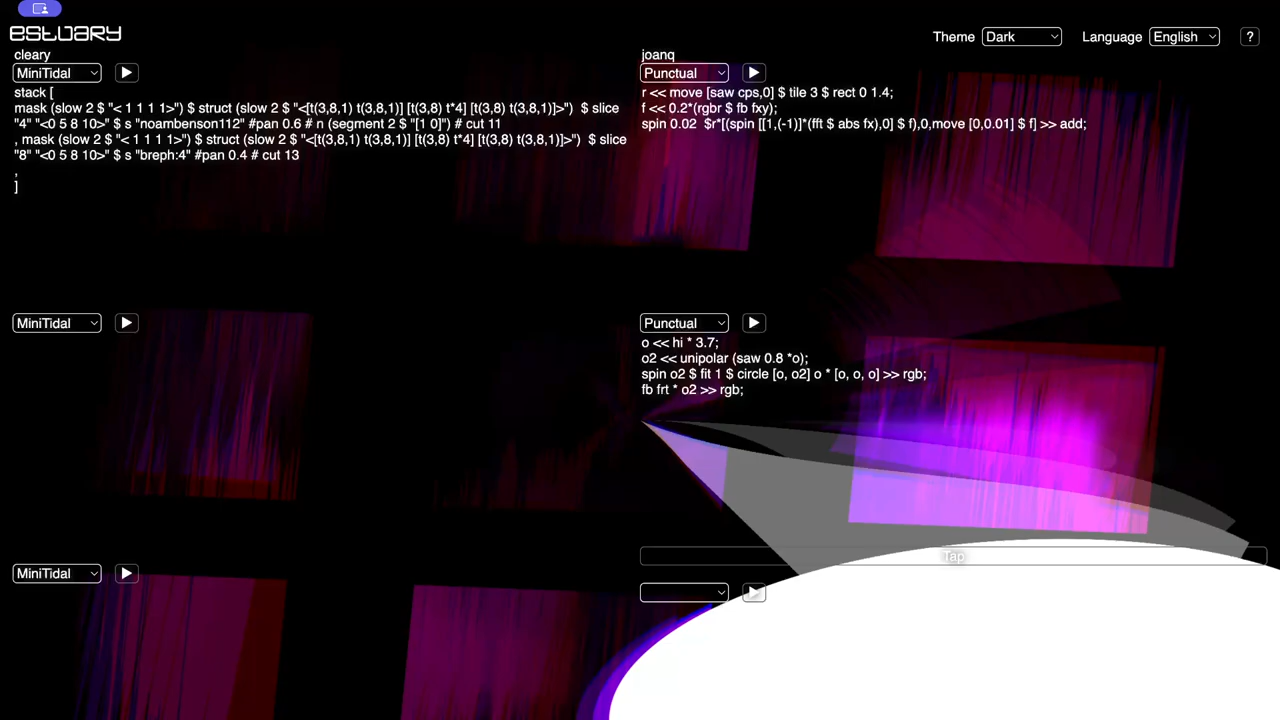 ESTUARY
Theme Dark Language English ?
cleary
MiniTidal
stack [
mask (slow 2 $ "< 1 1 1 1>") $ struct (slow 2 $ "<[t(3,8,1) t(3,8,1)] [t(3,8) t*4] [t(3,8) t(3,8,1)]>")  $ slice
"4" "<0 5 8 10>" $ s "noambenson112" #pan 0.6 # n (segment 2 $ "[1 0]") # cut 11
, mask (slow 2 $ "< 1 1 1 1>") $ struct (slow 2 $ "<[t(3,8,1) t(3,8,1)] [t(3,8) t*4] [t(3,8) t(3,8,1)]>")  $ slice
"8" "<0 5 8 10>" $ s "breph:4" #pan 0.4 # cut 13
,
]
joanq
Punctual
r << move [saw cps,0] $ tile 3 $ rect 0 1.4;
f << 0.2*(rgbr $ fb fxy);
spin 0.02  $r*[(spin [[1,(-1)]*(fft $ abs fx),0] $ f),0,move [0,0.01] $ f] >> add;
MiniTidal
Punctual
o << hi * 3.7;
o2 << unipolar (saw 0.8 *o);
spin o2 $ fit 1 $ circle [o, o2] o * [o, o, o] >> rgb;
fb frt * o2 >> rgb;
MiniTidal
Tap